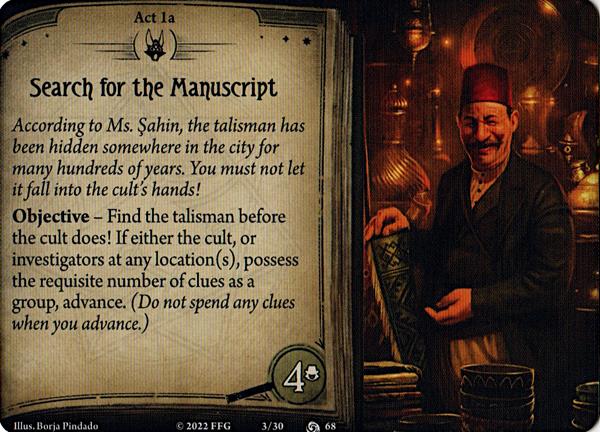 Act 1a
Search for the Manuscript
According to Ms. Şahin, the talisman has
been hidden somewhere in the city for
many hundreds of years. You must not let
it fall into the cult's hands!
Objective – Find the talisman before
the cult does! If either the cult, or
investigators at any location(s), possess
the requisite number of clues as a
group, advance. (Do not spend any clues
when you advance.)
4
Illus. Borja Pindado © 2022 FFG 3/30 68